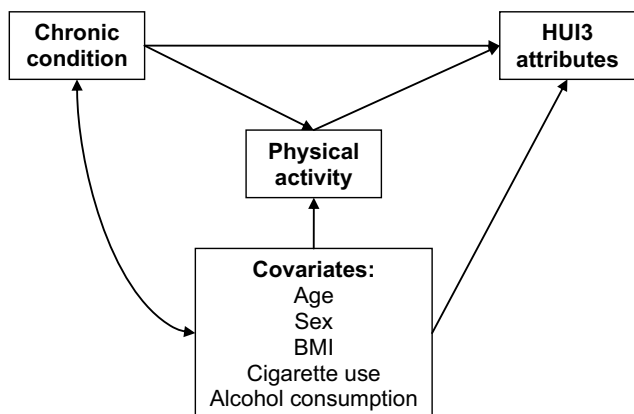 Chronic
condition
HUI3
attributes
Physical
activity
Covariates:
Age
Sex
BMI
Cigarette use
Alcohol consumption